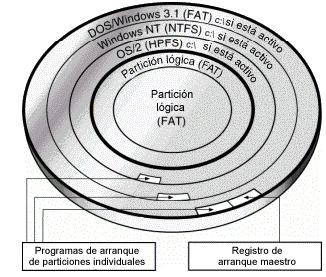 DOS/Windows 3.1 (FAT) c:\ si está activo
Windows NT (NTFS) c:\ si está activo
OS/2 (HPFS) c:\ si está activo
Partición lógica (FAT)
Partición
lógica
(FAT)
Programas de arranque
de particiones individuales
Registro de
arranque maestro